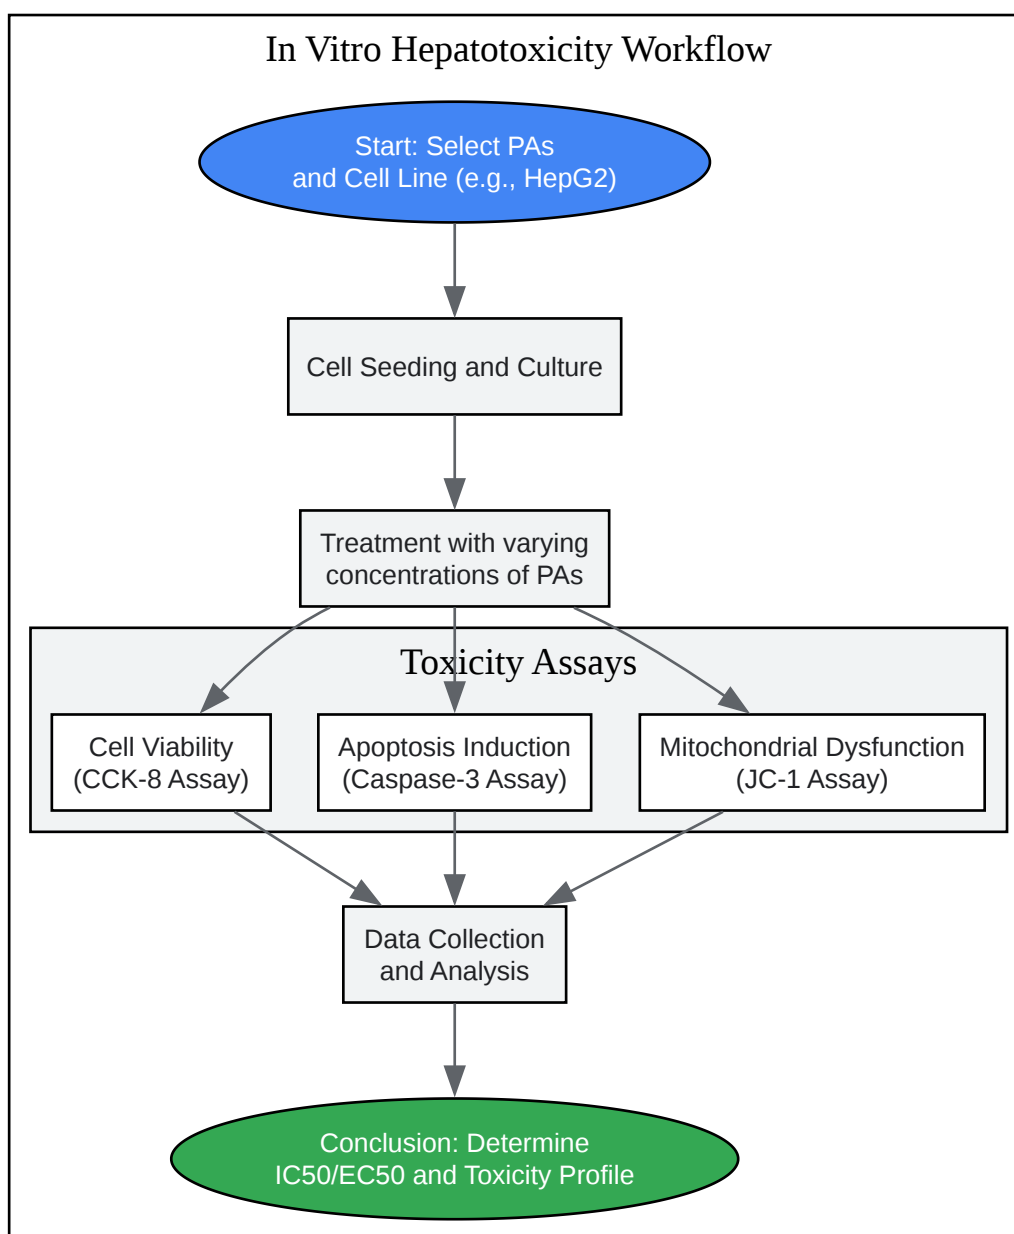 In Vitro Hepatotoxicity Workflow
Start: Select PAs
and Cell Line (e.g., HepG2)
Cell Seeding and Culture
Treatment with varying
concentrations of PAs
Toxicity Assays
Cell Viability
(CCK-8 Assay)
Apoptosis Induction
(Caspase-3 Assay)
Mitochondrial Dysfunction
(JC-1 Assay)
Data Collection
and Analysis
Conclusion: Determine
IC50/EC50 and Toxicity Profile